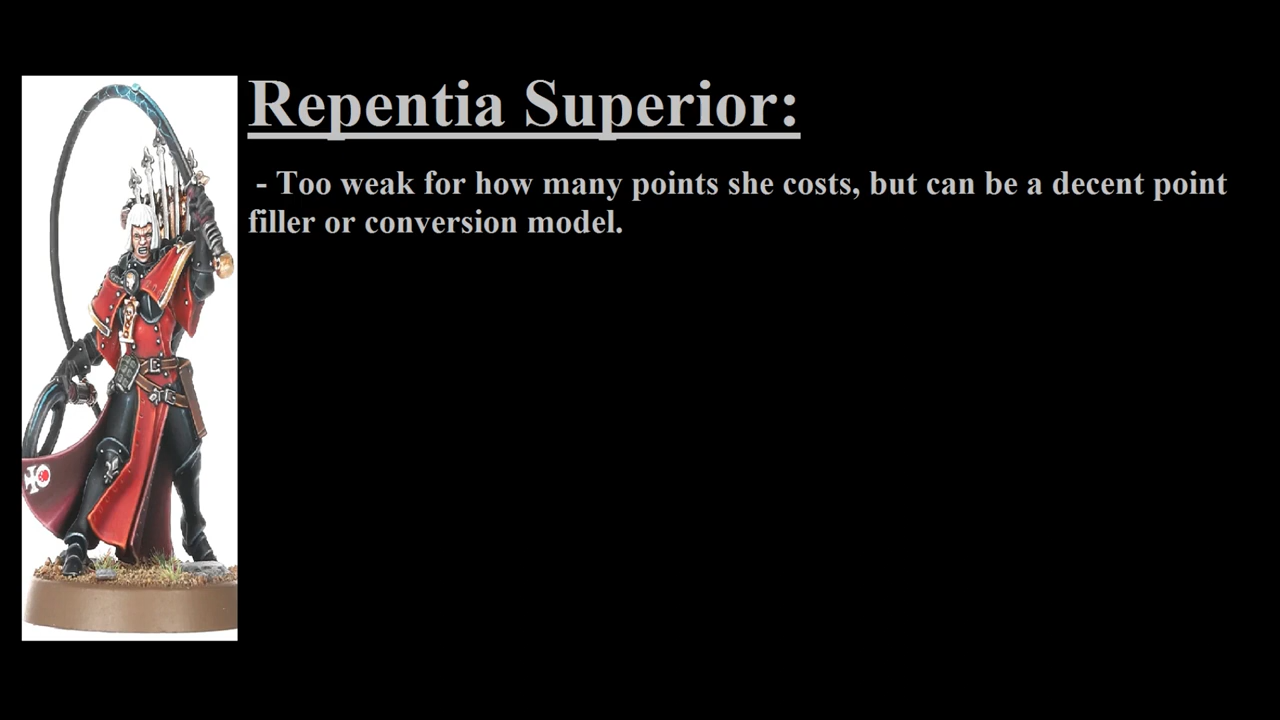 Repentia Superior:
- Too weak for how many points she costs, but can be a decent point
filler or conversion model.